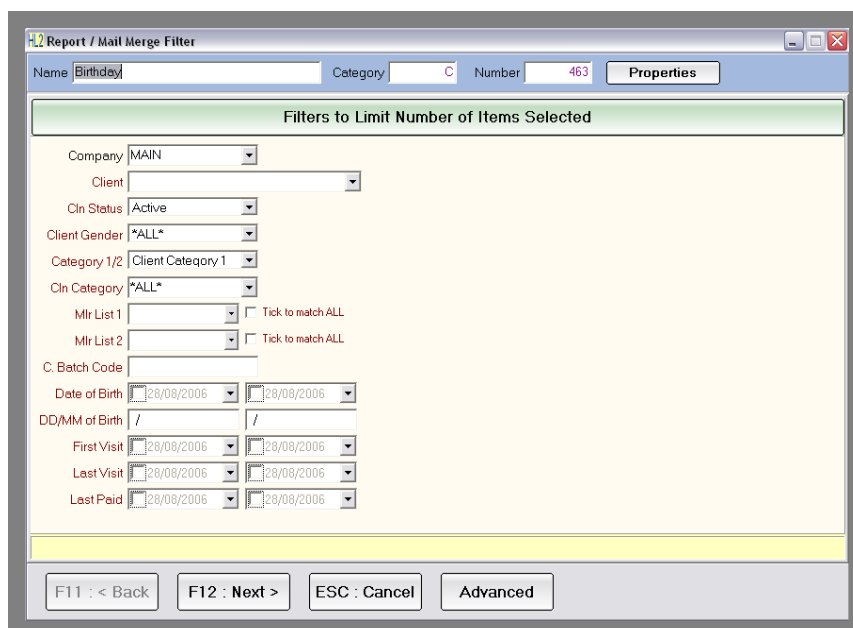 HL2 Report / Mail Merge Filter
Name Birthday Category C Number 463 Properties
Filters to Limit Number of Items Selected
Company MAIN
Client
Cln Status Active
Client Gender *ALL*
Category 1/2 Client Category 1
Cln Category *ALL*
Mlr List 1 Tick to match ALL
Mlr List 2 Tick to match ALL
C. Batch Code
Date of Birth 28/08/2006 28/08/2006
DD/MM of Birth / /
First Visit 28/08/2006 28/08/2006
Last Visit 28/08/2006 28/08/2006
Last Paid 28/08/2006 28/08/2006
F11 : < Back F12 : Next > ESC : Cancel Advanced